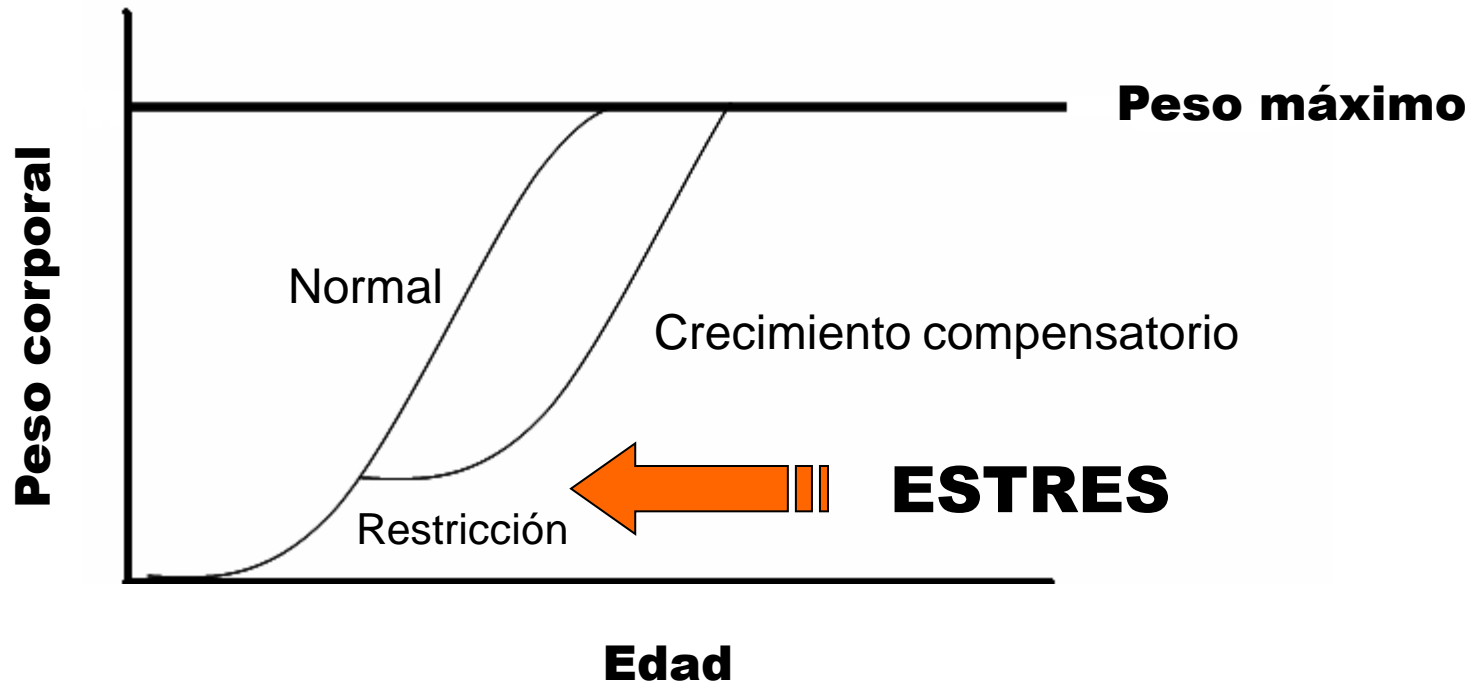 Peso máximo
Peso corporal
Normal
Crecimiento compensatorio
ESTRES
Restricción
Edad